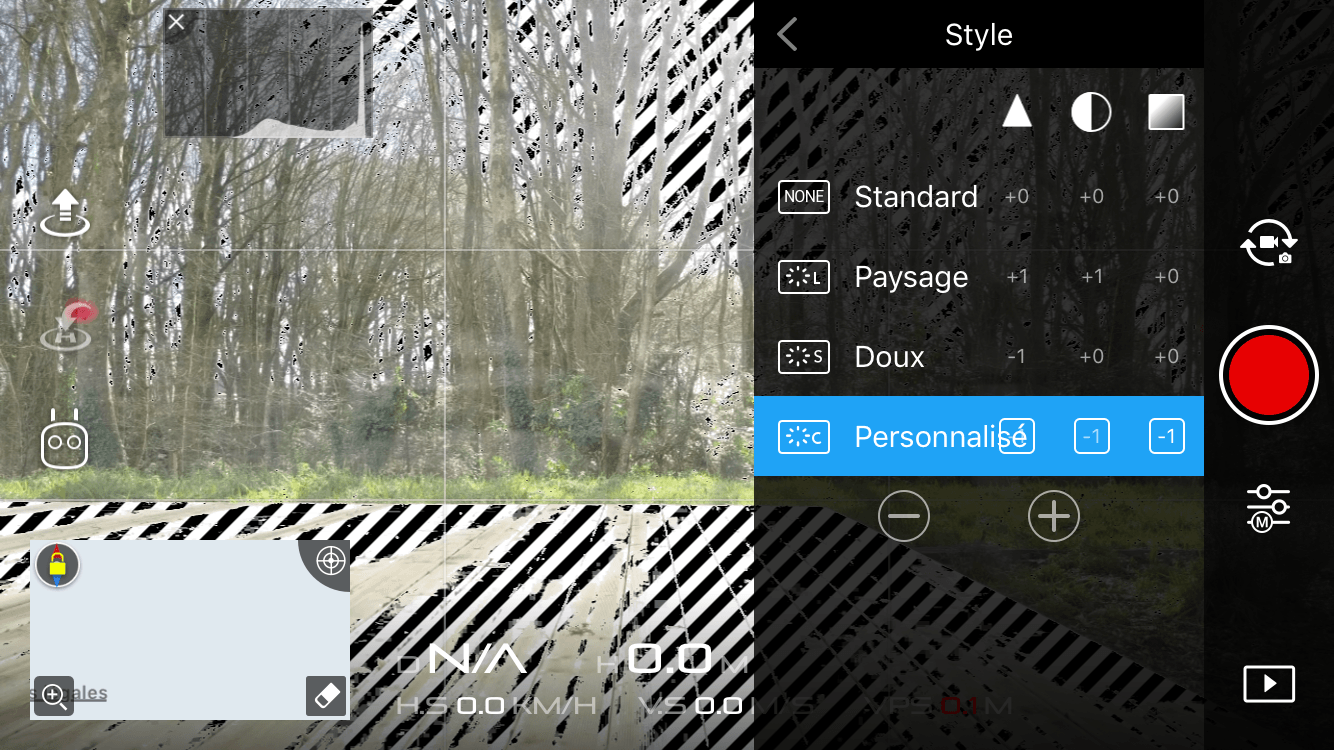 Style
NONE Standard +0 +0 +0
L Paysage +1 +1 +0
S Doux -1 +0 +0
C Personnalisé -1 -1
M
D N/A H 0.0 M
H.S 0.0 KM/H V.S 0.0 M/S VPS 0.1 M